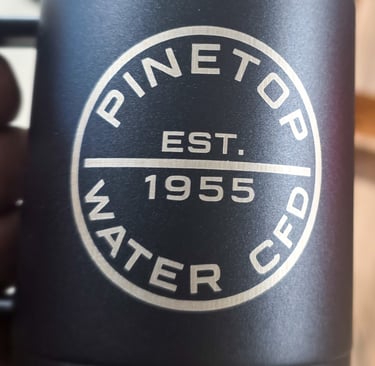 PINETOP
EST.
1955
WATER CFD